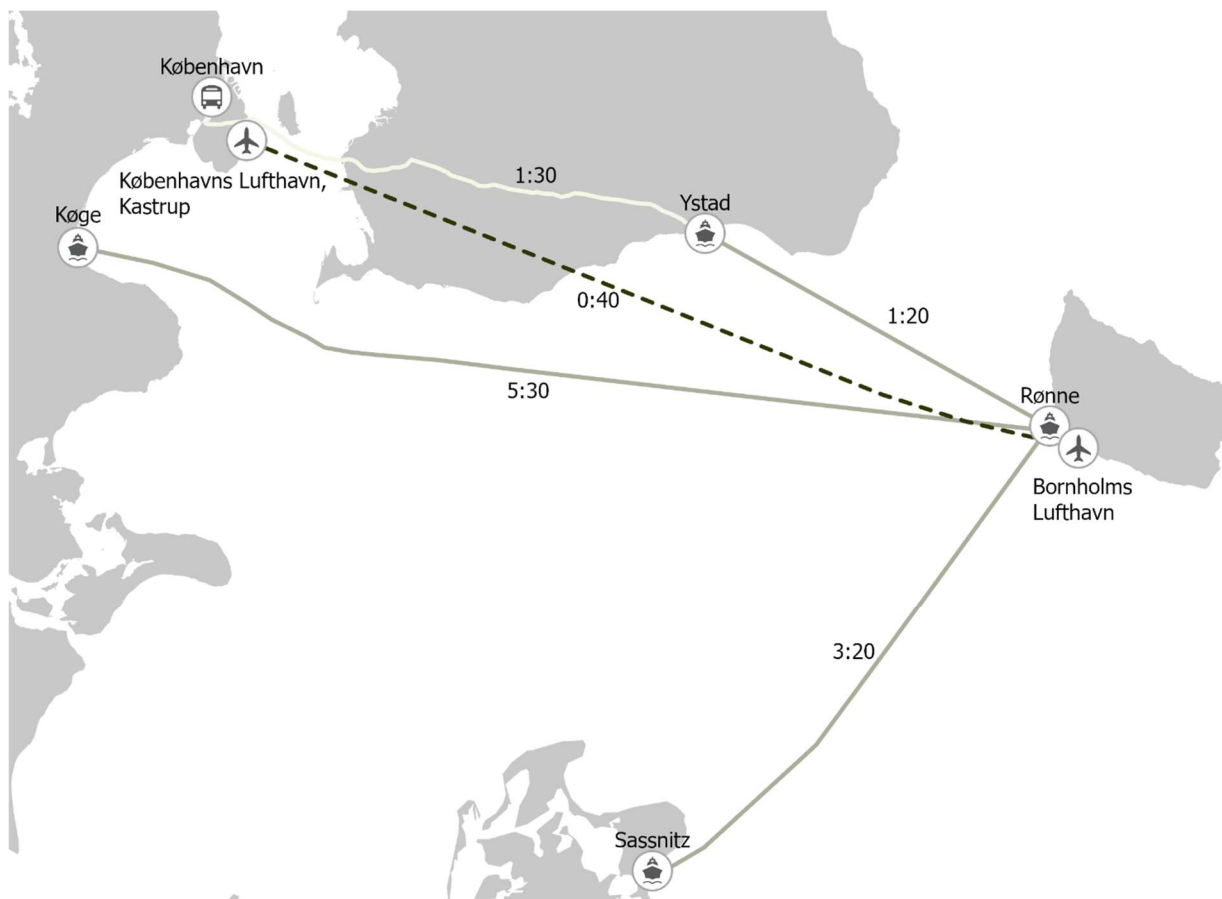 København
Københavns Lufthavn,
Kastrup
Køge
1:30
Ystad
0:40
1:20
5:30
Rønne
Bornholms
Lufthavn
3:20
Sassnitz